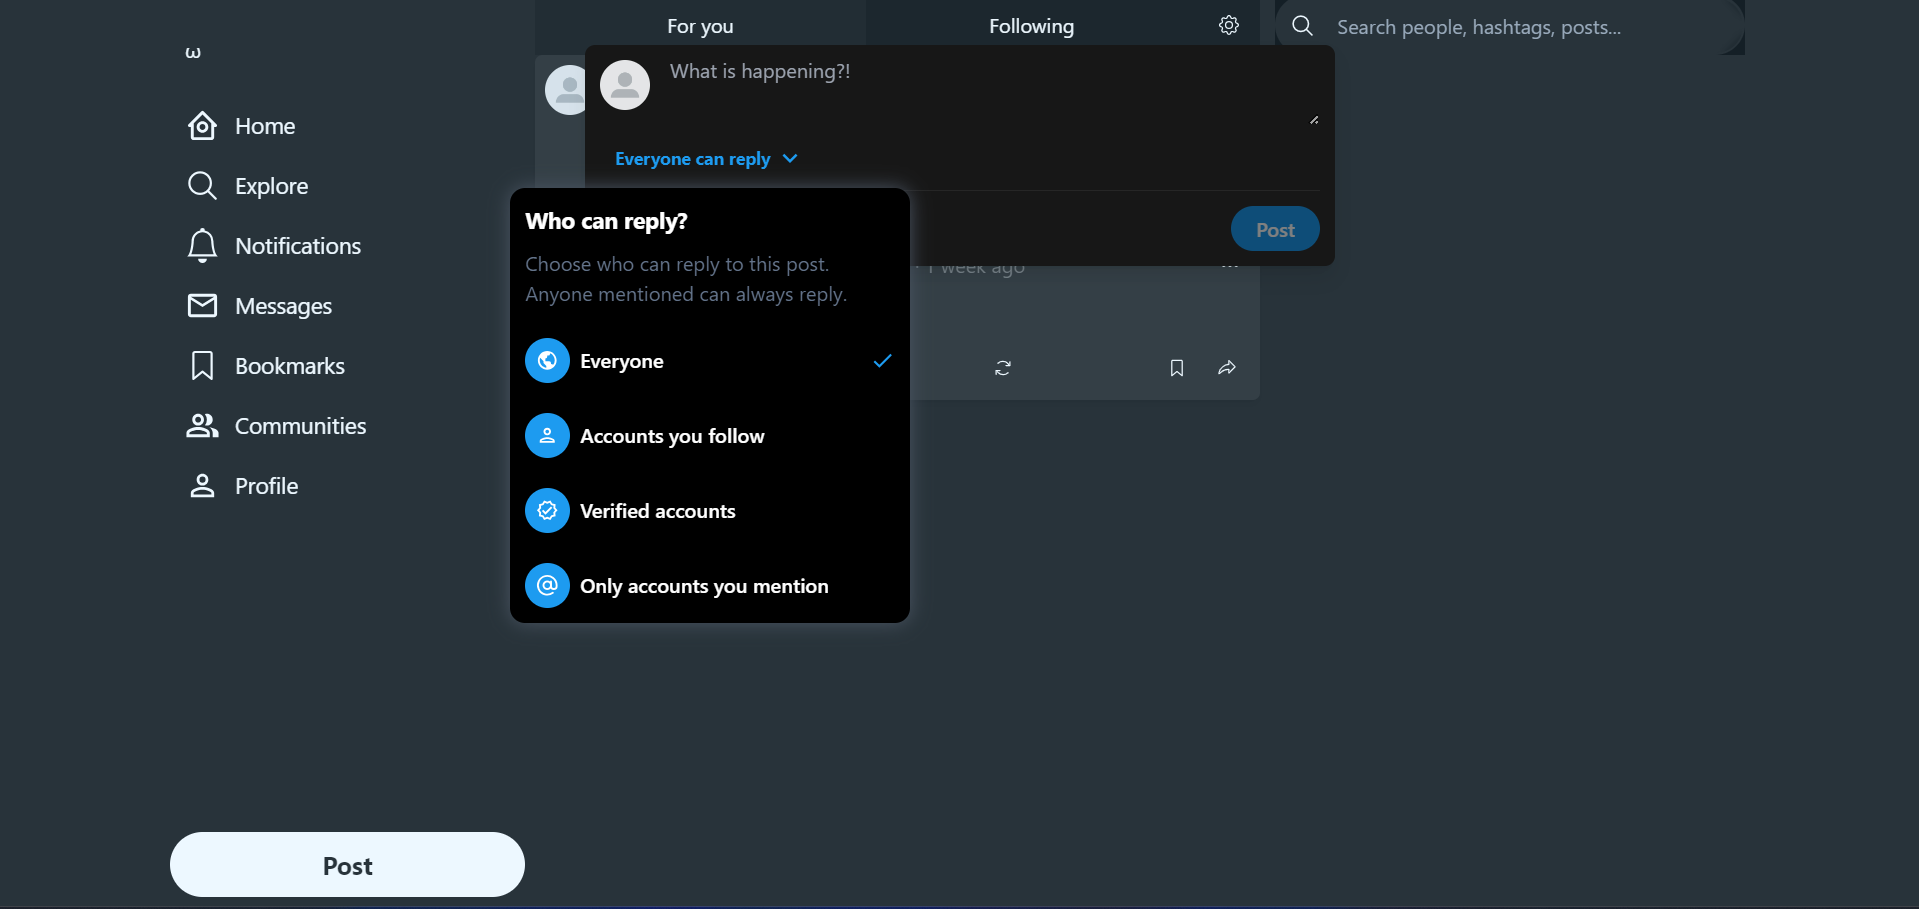 ω
Home
Explore
Notifications
Messages
Bookmarks
Communities
Profile
Post
For you
Following
Search people, hashtags, posts...
What is happening?!
Everyone can reply
Post
· 1 week ago
Who can reply?
Choose who can reply to this post.
Anyone mentioned can always reply.
Everyone
Accounts you follow
Verified accounts
@ Only accounts you mention